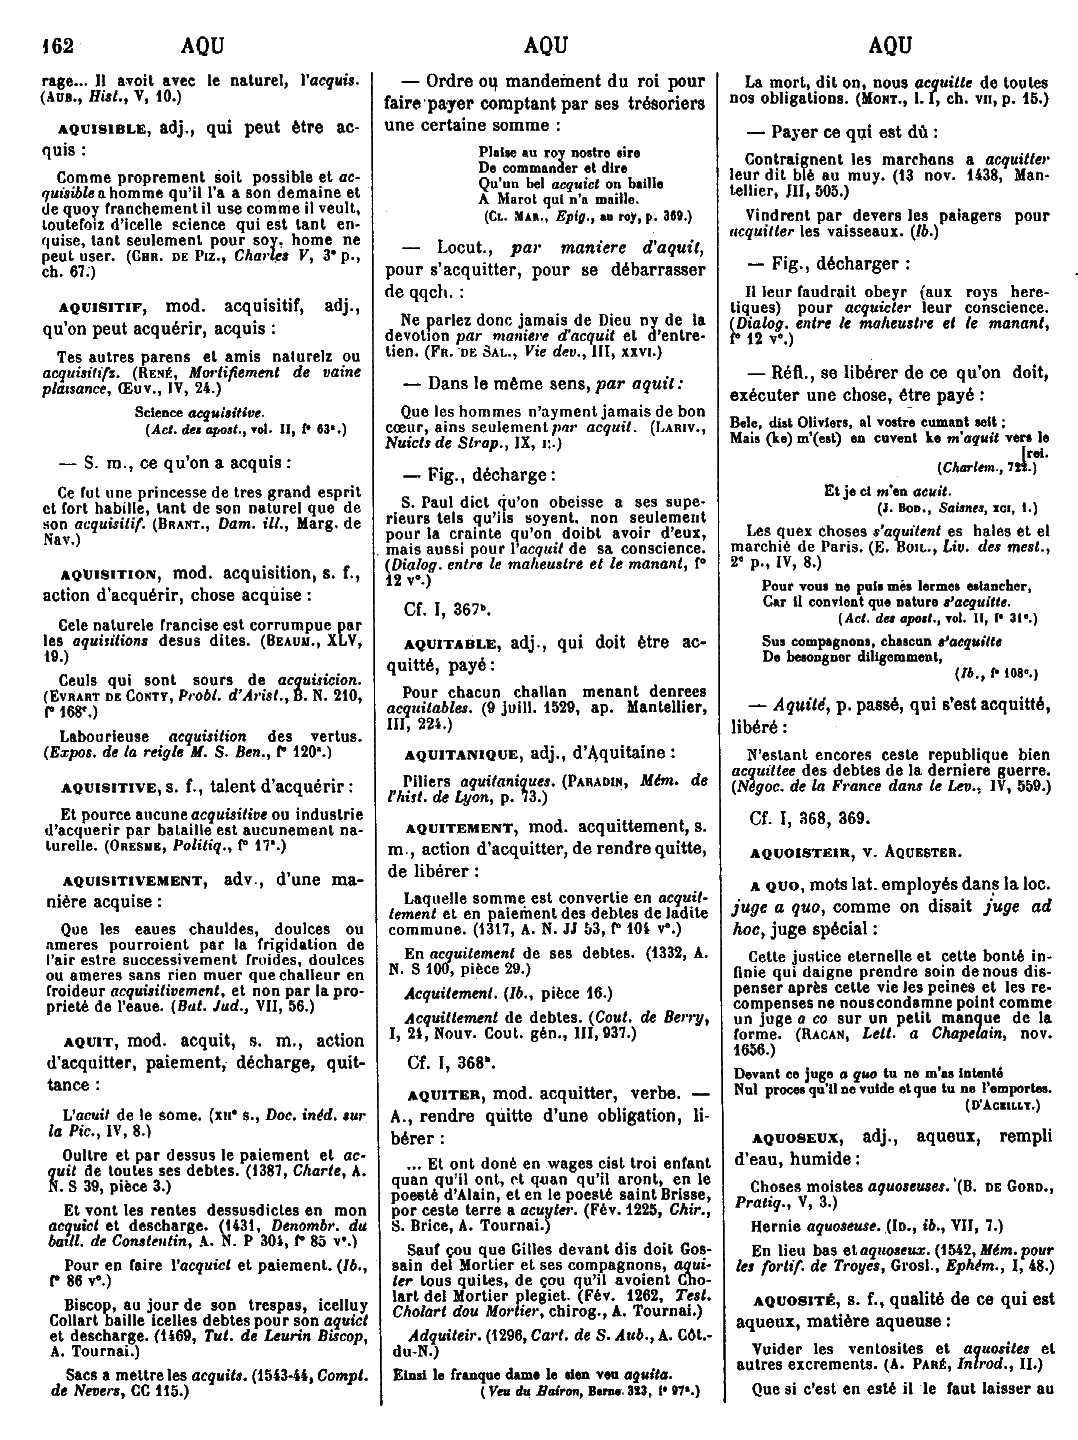 162 AQU AQU AQU
rage... Il avoit avec le naturel, l'acquis.
(AUB., Hist., V, 10.)
AQUISIBLE, adj., qui peut être ac-
quis :
Comme proprement soit possible et ac-
quisible a homme qu'il l'a a son demaine et
de quoy franchement il use comme il veult,
toutefoiz d'icelle science qui est tant en-
quise, tant seulement pour soy, home ne
peut user. (CHR. DE PIZ., Charles V, 3e p.,
ch. 67.)
AQUISITIF, mod. acquisitif, adj.,
qu'on peut acquérir, acquis :
Tes autres parens et amis naturelz ou
acquisitifz. (RENÉ, Mortifiement de vaine
plaisance, Œuv., IV, 24.)
Science acquisitive.
(Act. des apost., vol. II, f° 63a.)
— S. m., ce qu'on a acquis :
Ce fut une princesse de tres grand esprit
et fort habille, tant de son naturel que de
son acquisitif. (BRANT., Dam. ill., Marg. de
Nav.)
AQUISITION, mod. acquisition, s. f.,
action d'acquérir, chose acquise :
Cele naturele francise est corrumpue par
les aquisitions desus dites. (BEAUM., XLV,
19.)
Ceuls qui sont sours de acquisicion.
(EVRART DE CONTY, Probl. d'Arist., B. N. 210,
f° 168c.)
Labourieuse acquisition des vertus.
(Expos. de la reigle M. S. Ben., f° 120a.)
AQUISITIVE, s. f., talent d'acquérir :
Et pource aucune acquisitive ou industrie
d'acquerir par bataille est aucunement na-
turelle. (ORESME, Politiq., f° 17a.)
AQUISITIVEMENT, adv., d'une ma-
nière acquise :
Que les eaues chauldes, doulces ou
ameres pourroient par la frigidation de
l'air estre successivement froides, doulces
ou ameres sans rien muer que challeur en
froideur acquisitivement, et non par la pro-
prieté de l'eaue. (Bat. Jud., VII, 56.)
AQUIT, mod. acquit, s. m., action
d'acquitter, paiement, décharge, quit-
tance :
L'acuit de le some. (XIIe s., Doc. inéd. sur
la Pic., IV, 8.)
Oultre et par dessus le paiement et ac-
quit de toutes ses debtes. (1387, Charte, A.
N. S 39, pièce 3.)
Et vont les rentes dessusdictes en mon
acquict et descharge. (1431, Denombr. du
baill. de Constentin, A. N. P 304, f° 85 v°.)
Pour en faire l'acquict et paiement. (Ib.,
f° 86 v°.)
Biscop, au jour de son trespas, icelluy
Collart baille icelles debtes pour son aquict
et descharge. (1469, Tut. de Leurin Biscop,
A. Tournai.)
Sacs a mettre les acquits. (1543-44, Compt.
de Nevers, CC 115.)
— Ordre ou mandement du roi pour
faire payer comptant par ses trésoriers
une certaine somme :
Plaise au roy nostre sire
De commander et dire
Qu'un bel acquict on baille
A Marot qui n'a maille.
(CL. MAR., Epig., au roy, p. 369.)
— Locut., par maniere d'aquit,
pour s'acquitter, pour se débarrasser
de qqch. :
Ne parlez donc jamais de Dieu ny de la
devotion par maniere d'acquit et d'entre-
tien. (FR. DE SAL., Vie dev., III, XXVI.)
— Dans le même sens, par aquil :
Que les hommes n'ayment jamais de bon
cœur, ains seulement par acquit. (LARIV.,
Nuicts de Strap., IX, II.)
— Fig., décharge :
S. Paul dict qu'on obeisse a ses supe-
rieurs tels qu'ils soyent, non seulement
pour la crainte qu'on doibt avoir d'eux,
mais aussi pour l'acquit de sa conscience.
(Dialog. entre le maheustre et le manant, f°
12 v°.)
Cf. I, 367b.
AQUITABLE, adj., qui doit être ac-
quitté, payé :
Pour chacun challan menant denrees
acquitables. (9 juill. 1529, ap. Mantellier,
III, 224.)
AQUITANIQUE, adj., d'Aquitaine :
Piliers aquitaniques. (PARADIN, Mém. de
l'hist. de Lyon, p. 73.)
AQUITEMENT, mod. acquittement, s.
m., action d'acquitter, de rendre quitte,
de libérer :
Laquelle somme est convertie en acquit-
tement et en paiement des debtes de ladite
commune. (1317, A. N. JJ 53, f° 104 v°.)
En acquitement de ses debtes. (1332, A.
N. S 100, pièce 29.)
Acquitement. (Ib., pièce 16.)
Acquittement de debtes. (Cout. de Berry,
I, 24, Nouv. Cout. gén., III, 937.)
Cf. I, 368b.
AQUITER, mod. acquitter, verbe. —
A., rendre quitte d'une obligation, li-
bérer :
... Et ont doné en wages cist troi enfant
quan qu'il ont, et quan qu'il aront, en le
poesté d'Alain, et en le poesté saint Brisse,
por ceste terre a acuyter. (Fév. 1225, Chir.,
S. Brice, A. Tournai.)
Sauf çou que Gilles devant dis doit Gos-
sain del Mortier et ses compagnons, aqui-
ter tous quites, de çou qu'il avoient Cho-
lart del Mortier plegiet. (Fév. 1262, Test.
Cholart dou Mortier, chirog., A. Tournai.)
Adquiteir. (1296, Cart. de S. Aub., A. Côt.-
du-N.)
Einsi le franque dame le sien veu aquita.
(Veu du Hairon, Berne 323, f° 97a.)
La mort, dit on, nous acquitte de toutes
nos obligations. (MONT., l. I, ch. VII, p. 15.)
— Payer ce qui est dû :
Contraignent les marchans a acquitter
leur dit blé au muy. (13 nov. 1438, Man-
tellier, III, 505.)
Vindrent par devers les paiagers pour
acquitter les vaisseaux. (Ib.)
— Fig., décharger :
Il leur faudrait obeyr (aux roys here-
tiques) pour acquicter leur conscience.
(Dialog. entre le maheustre et le manant,
f° 12 v°.)
— Réfl., se libérer de ce qu'on doit,
exécuter une chose, être payé :
Bele, dist Oliviers, al vostre cumant seit ;
Mais (ke) m'(est) en cuvent ke m'aquit vers le
[rei.
(Charlem., 722.)
Et je ci m'en acuit.
(J. BOD., Saisnes, XCI, 1.)
Les quex choses s'aquitent es hales et el
marchié de Paris. (E. BOIL., Liv. des mest.,
2e p., IV, 8.)
Pour vous ne puis mès lermes estancher,
Car il convient que nature s'acquitte.
(Act. des apost., vol. II, f° 31c.)
Sus compagnons, chascun s'acquitte
De besongner diligemment,
(Ib., f° 108c.)
— Aquité, p. passé, qui s'est acquitté,
libéré :
N'estant encores ceste republique bien
acquittee des debtes de la derniere guerre.
(Négoc. de la France dans le Lev., IV, 559.)
Cf. I, 368, 369.
AQUOISTEIR, v. AQUESTER.
A QUO, mots lat. employés dans la loc.
juge a quo, comme on disait juge ad
hoc, juge spécial :
Cette justice eternelle et cette bonté in-
finie qui daigne prendre soin de nous dis-
penser après cette vie les peines et les re-
compenses ne nous condamne point comme
un juge a co sur un petit manque de la
forme. (RACAN, Lett. a Chapelain, nov.
1656.)
Devant ce juge a quo tu ne m'as intenté
Nul proces qu'il ne vuide et que tu ne l'emportes.
(D'ACEILLY.)
AQUOSEUX, adj., aqueux, rempli
d'eau, humide :
Choses moistes aquoseuses. (B. DE GORD.,
Pratiq., V, 3.)
Hernie aquoseuse. (ID., ib., VII, 7.)
En lieu bas et aquoseux. (1542, Mém. pour
les fortif. de Troyes, Grosl., Ephém., I, 48.)
AQUOSITÉ, s. f., qualité de ce qui est
aqueux, matière aqueuse :
Vuider les ventosites et aquosites et
autres excrements. (A. PARÉ, Introd., II.)
Que si c'est en esté il le faut laisser au